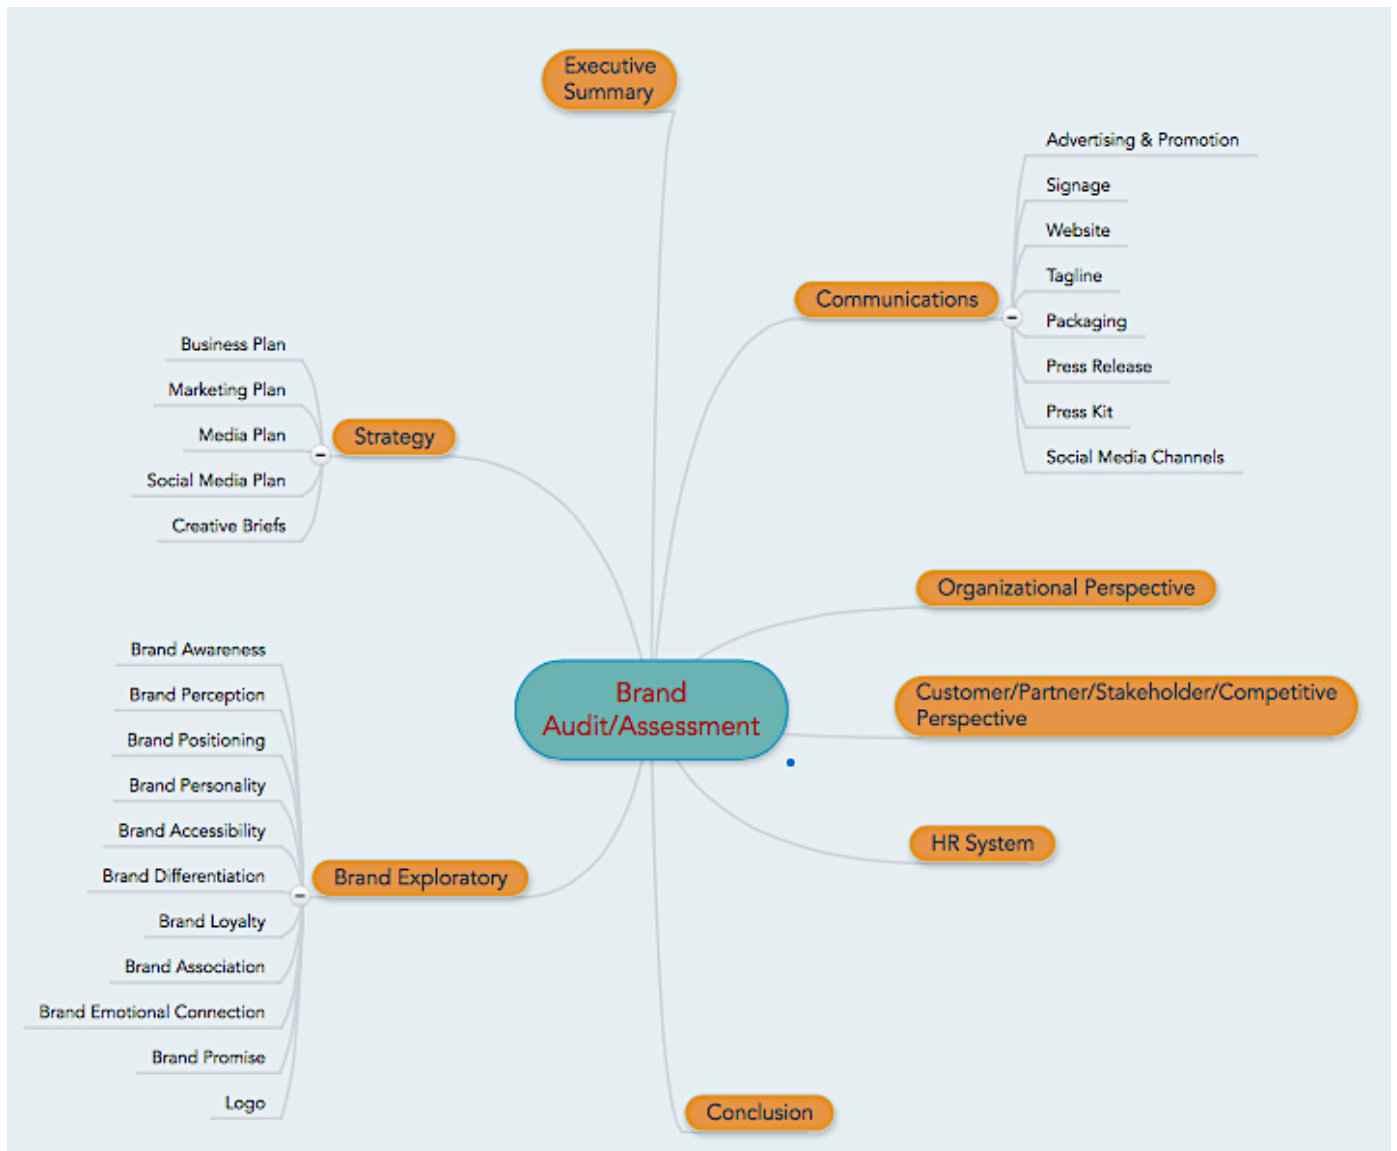 Executive
Summary
Communications
Advertising & Promotion
Signage
Website
Tagline
Packaging
Press Release
Press Kit
Social Media Channels
Strategy
Business Plan
Marketing Plan
Media Plan
Social Media Plan
Creative Briefs
Organizational Perspective
Brand
Audit/Assessment
Customer/Partner/Stakeholder/Competitive
Perspective
HR System
Brand Exploratory
Brand Awareness
Brand Perception
Brand Positioning
Brand Personality
Brand Accessibility
Brand Differentiation
Brand Loyalty
Brand Association
Brand Emotional Connection
Brand Promise
Logo
Conclusion